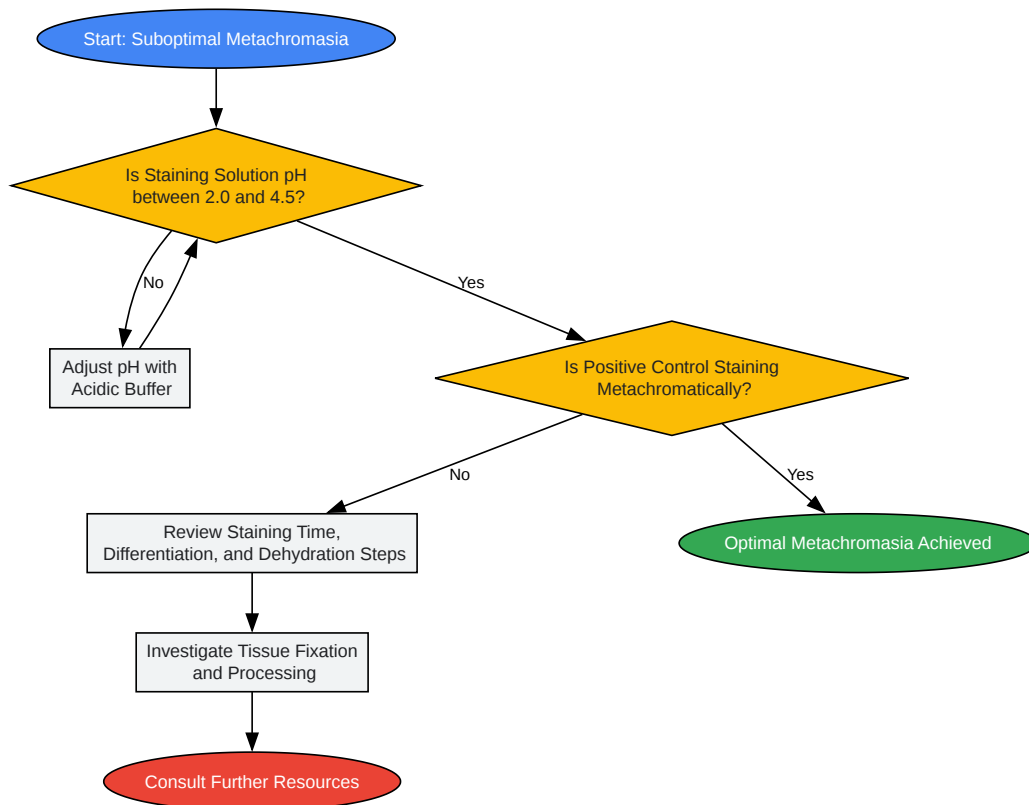 Start: Suboptimal Metachromasia
Is Staining Solution pH
between 2.0 and 4.5?
No
Yes
Adjust pH with
Acidic Buffer
Is Positive Control Staining
Metachromatically?
No
Yes
Review Staining Time,
Differentiation, and Dehydration Steps
Optimal Metachromasia Achieved
Investigate Tissue Fixation
and Processing
Consult Further Resources